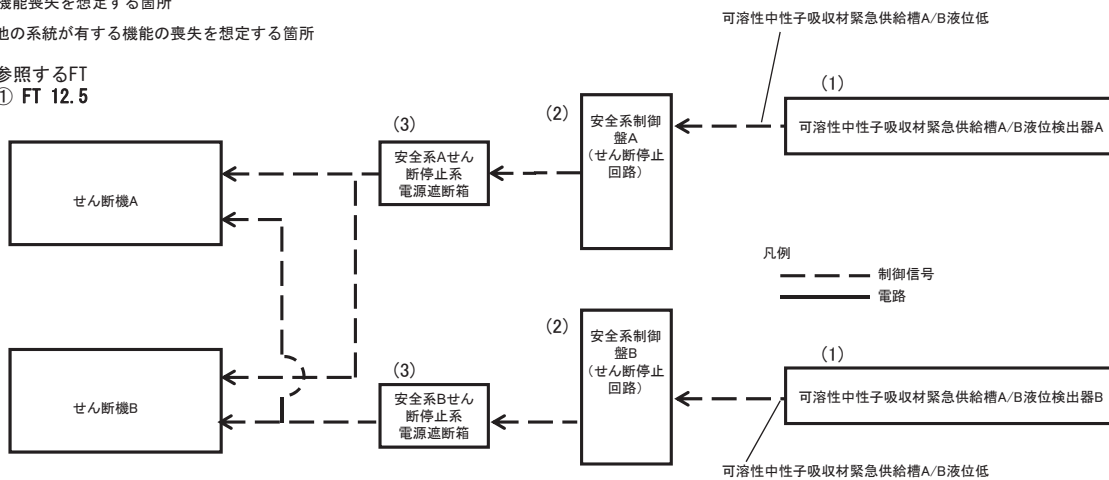 機能喪失を想定する箇所
他の系統が有する機能の喪失を想定する箇所
参照するFT
① FT 12.5
可溶性中性子吸収材緊急供給槽A/B液位低
(1)
可溶性中性子吸収材緊急供給槽A/B液位検出器A
(2)
安全系制御
盤A
(せん断停止
回路)
(3)
安全系Aせん
断停止系
電源遮断箱
せん断機A
凡例
制御信号
電路
(1)
可溶性中性子吸収材緊急供給槽A/B液位検出器B
(2)
安全系制御
盤B
(せん断停止
回路)
(3)
安全系Bせん
断停止系
電源遮断箱
せん断機B
可溶性中性子吸収材緊急供給槽A/B液位低